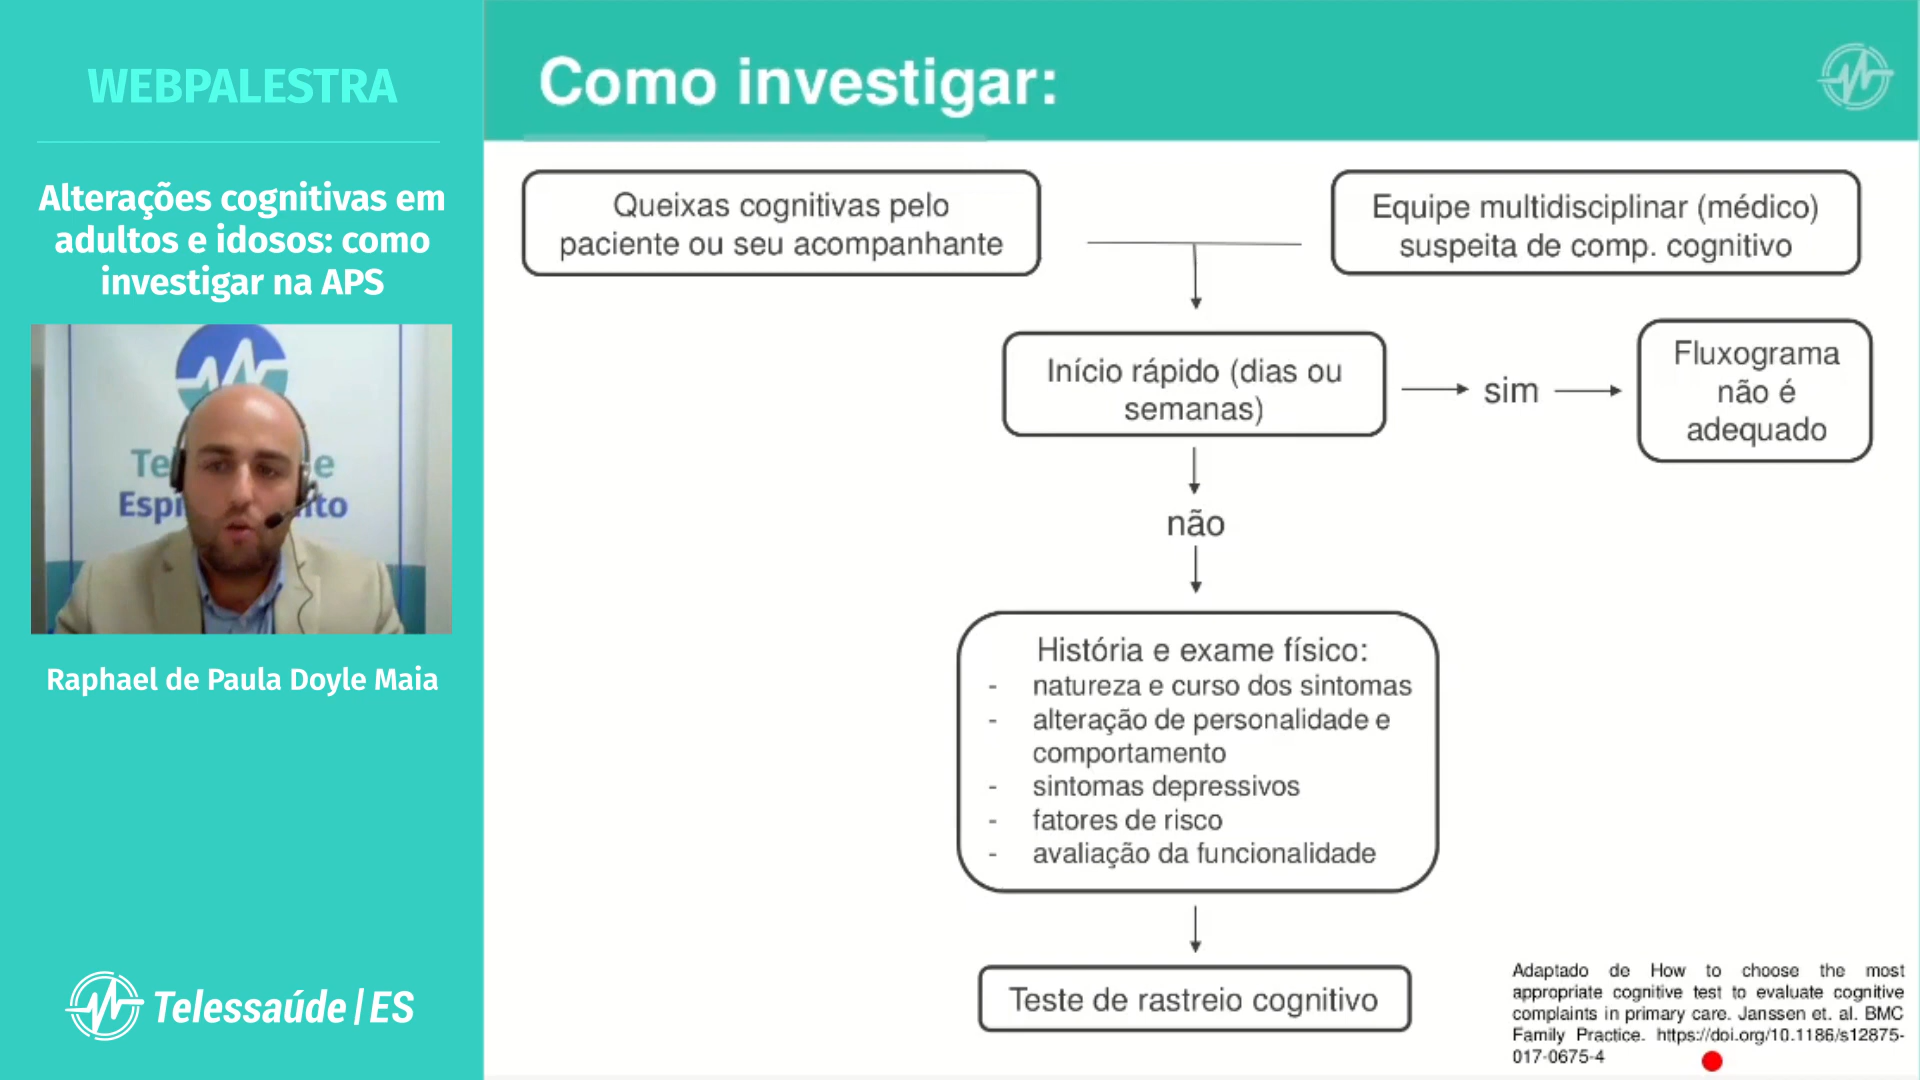 WEBPALESTRA
Alterações cognitivas em
adultos e idosos: como
investigar na APS
Raphael de Paula Doyle Maia
Telessaúde | ES
Como investigar:
Queixas cognitivas pelo
paciente ou seu acompanhante
Equipe multidisciplinar (médico)
suspeita de comp. cognitivo
Início rápido (dias ou
semanas)
sim
Fluxograma
não é
adequado
não
História e exame físico:
- natureza e curso dos sintomas
- alteração de personalidade e
comportamento
- sintomas depressivos
- fatores de risco
- avaliação da funcionalidade
Teste de rastreio cognitivo
Adaptado de How to choose the most
appropriate cognitive test to evaluate cognitive
complaints in primary care. Janssen et. al. BMC
Family Practice. https://doi.org/10.1186/s12875-
017-0675-4